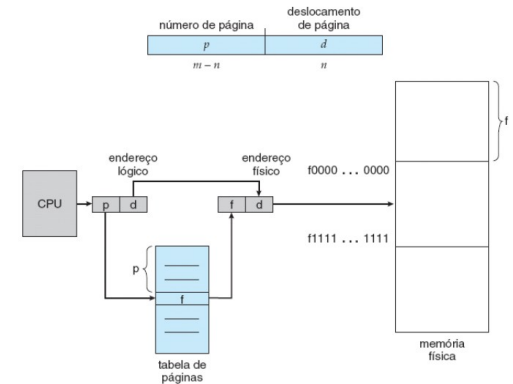 número de página
deslocamento
de página
p
d
m – n
n
f
endereço
lógico
endereço
físico
f0000 ... 0000
CPU
p
d
f
d
f1111 ... 1111
p
f
tabela de
páginas
memória
física